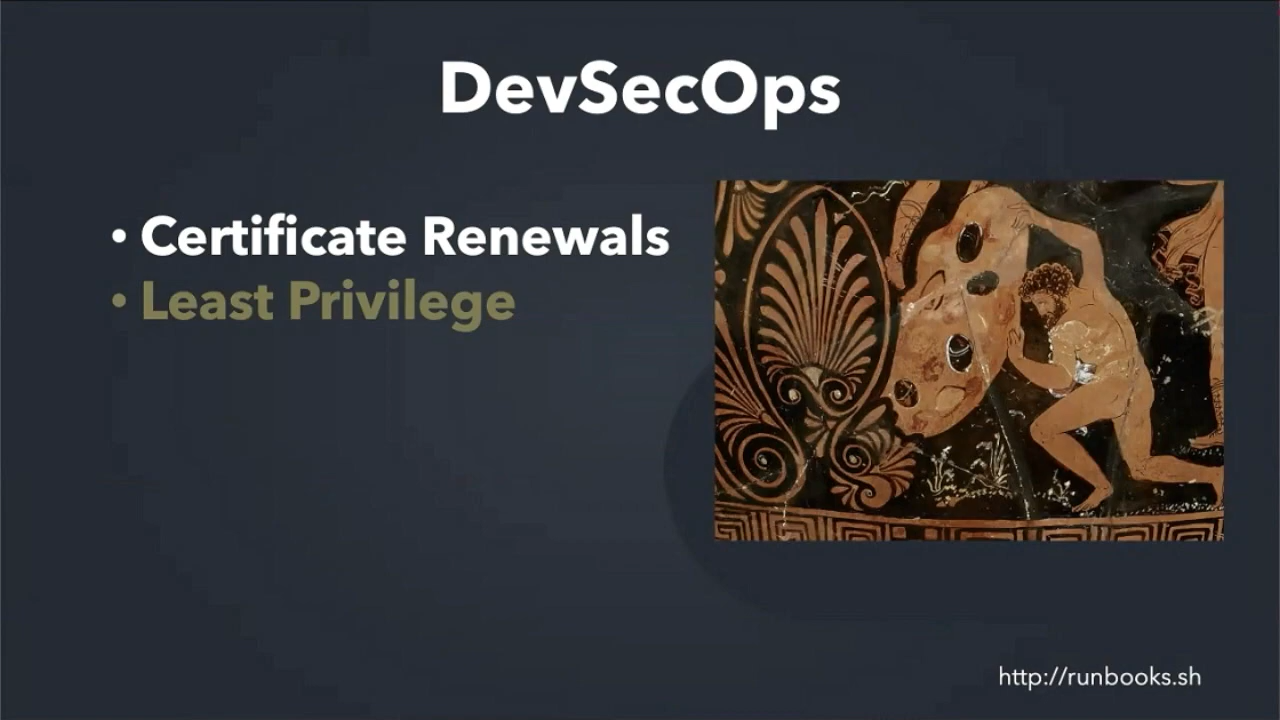 DevSecOps
• Certificate Renewals
• Least Privilege
http://runbooks.sh